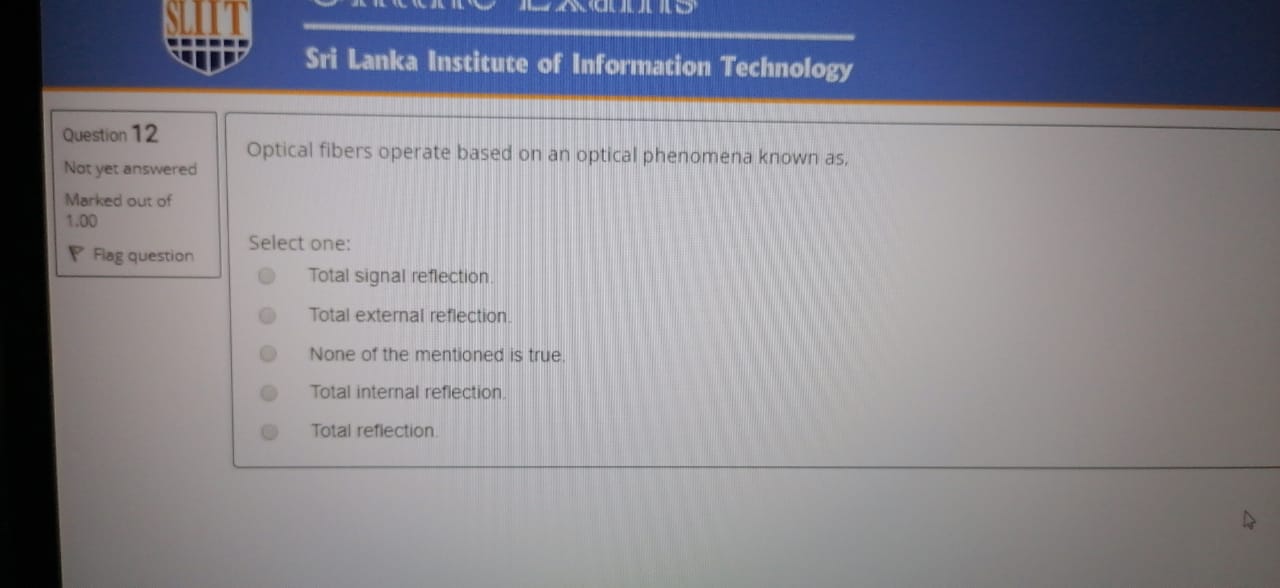 SLIIT
Online Exams
Sri Lanka Institute of Information Technology
Question 12
Not yet answered
Marked out of
1.00
Flag question
Optical fibers operate based on an optical phenomena known as,
Select one:
Total signal reflection.
Total external reflection.
None of the mentioned is true.
Total internal reflection.
Total reflection.